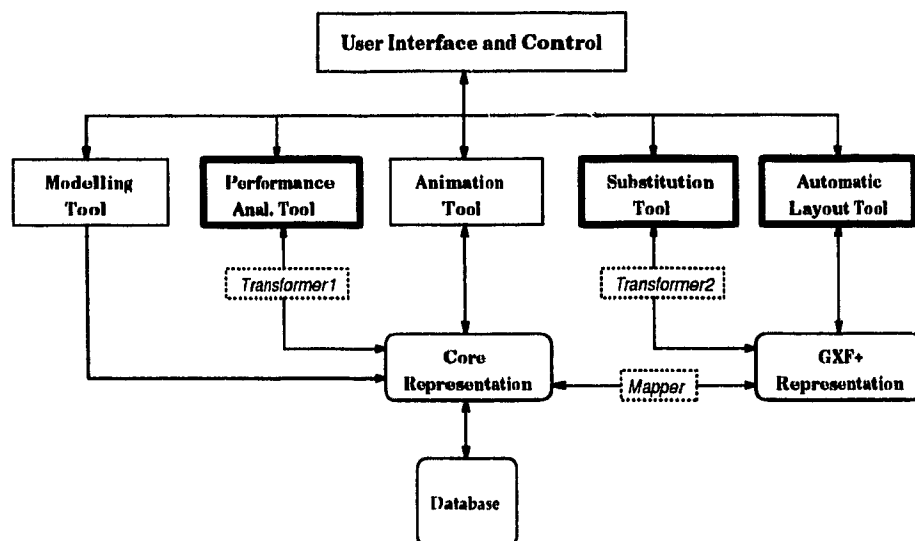 User Interface and Control
Modelling
Tool
Performance
Anal. Tool
Animation
Tool
Substitution
Tool
Automatic
Layout Tool
Transformer1
Transformer2
Core
Representation
Mapper
GXF+
Representation
Database